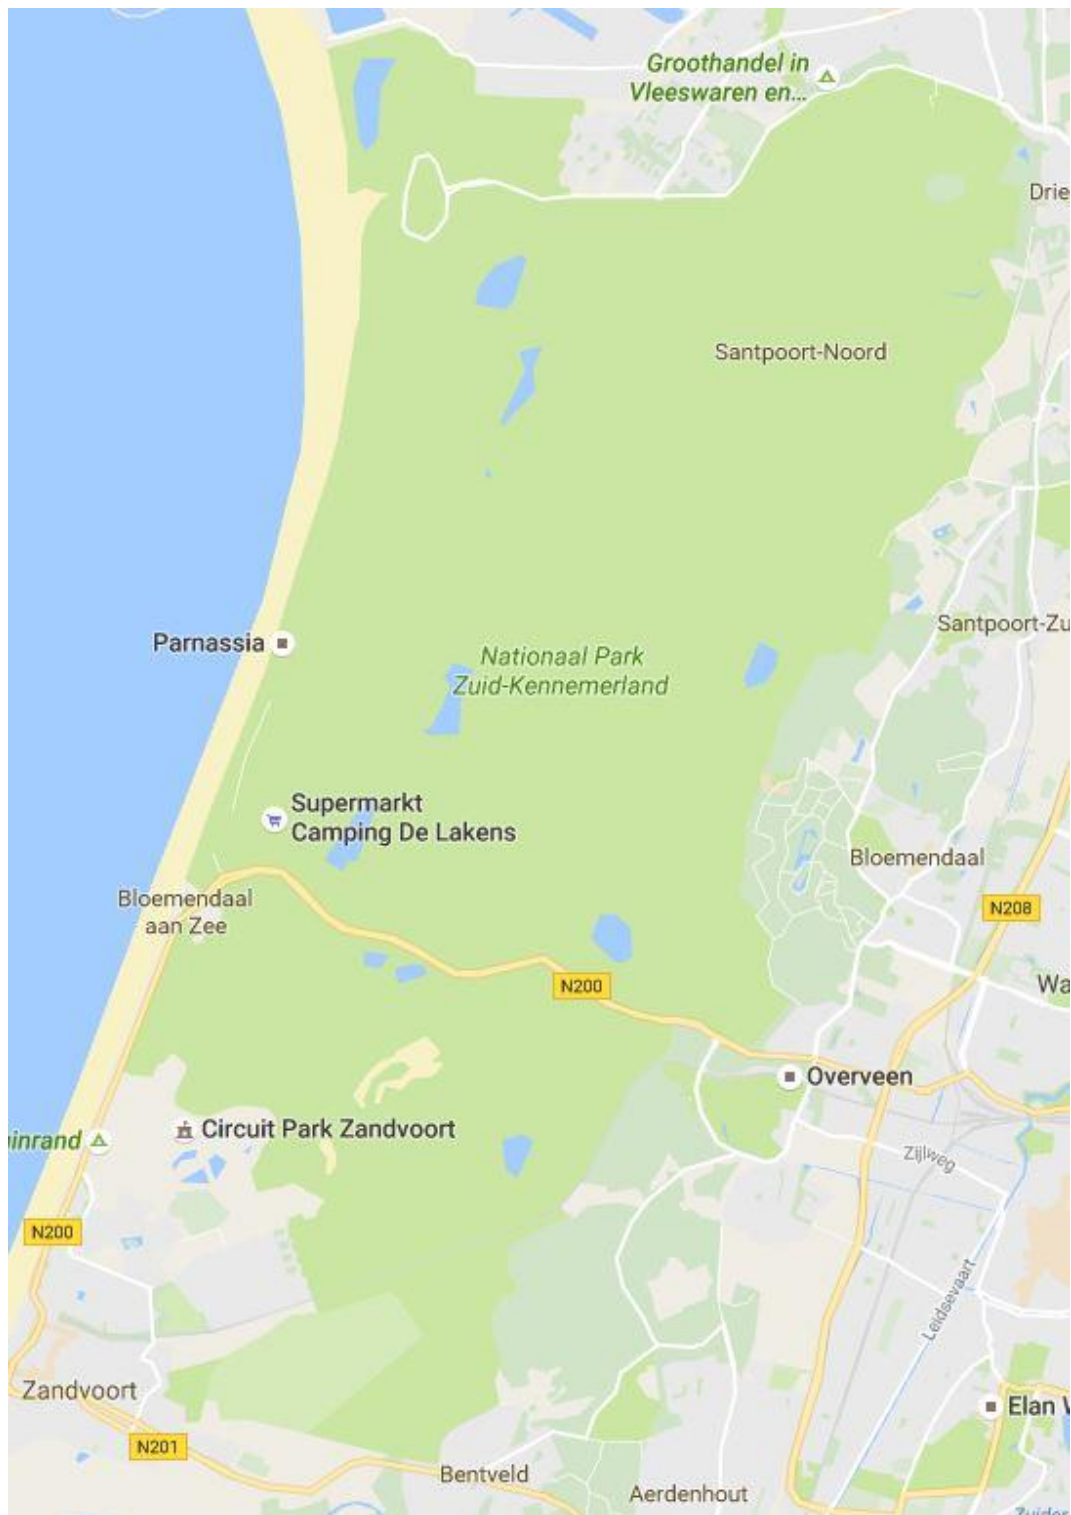 Groothandel in
Vleeswaren en...
Drie
Santpoort-Noord
Santpoort-Zu
Parnassia
Nationaal Park
Zuid-Kennemerland
Supermarkt
Camping De Lakens
Bloemendaal
Bloemendaal
aan Zee
N208
N200
Wa
Overveen
Circuit Park Zandvoort
inrand
Zijlweg
N200
Leidsevaart
Zandvoort
Elan
N201
Bentveld
Aerdenhout